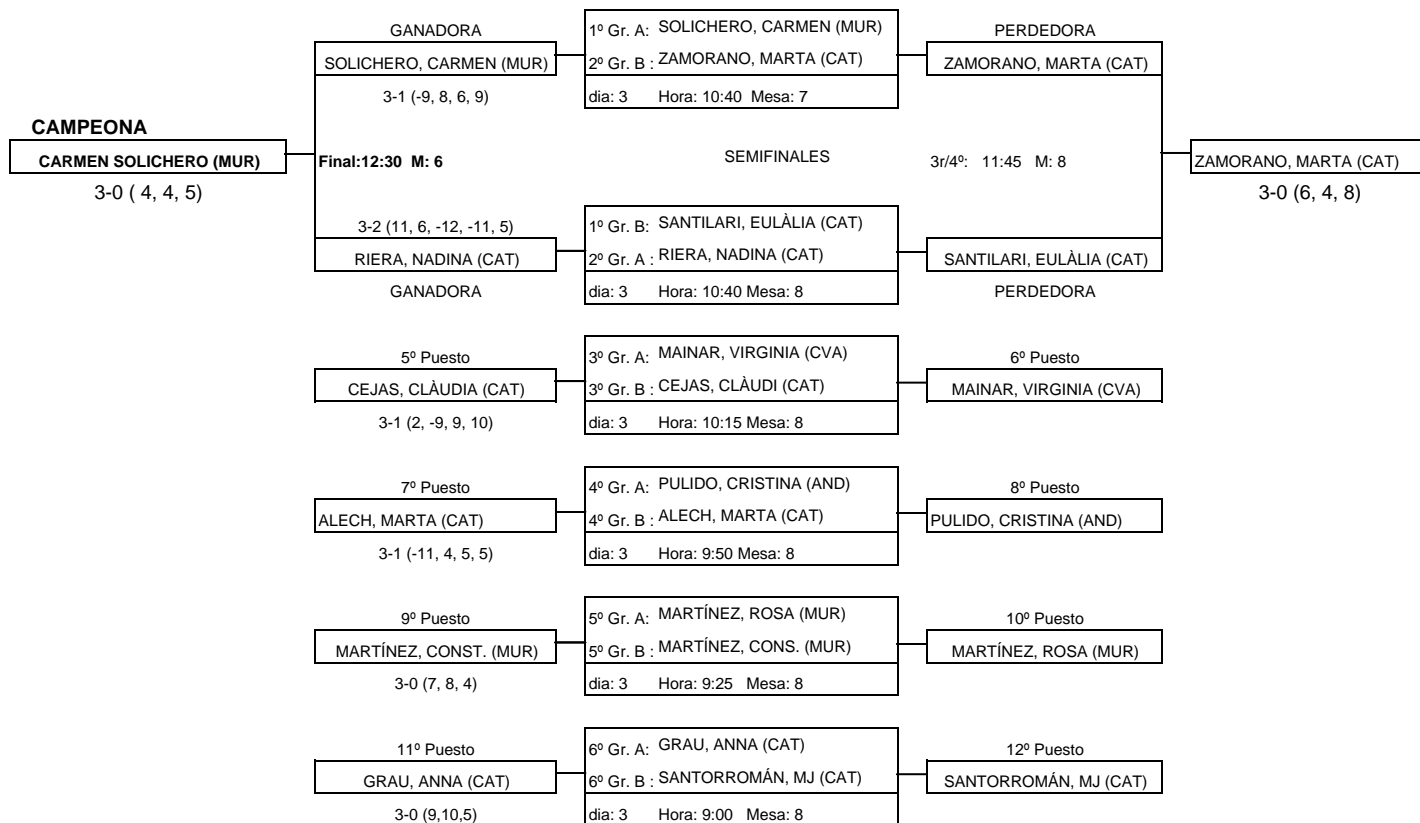 GANADORA
1º Gr. A: SOLICHERO, CARMEN (MUR)
PERDEDORA
SOLICHERO, CARMEN (MUR)
2º Gr. B : ZAMORANO, MARTA (CAT)
ZAMORANO, MARTA (CAT)
3-1 (-9, 8, 6, 9)
dia: 3 Hora: 10:40 Mesa: 7
CAMPEONA
CARMEN SOLICHERO (MUR)
Final:12:30 M: 6
SEMIFINALES
3r/4º: 11:45 M: 8
ZAMORANO, MARTA (CAT)
3-0 ( 4, 4, 5)
3-0 (6, 4, 8)
3-2 (11, 6, -12, -11, 5)
1º Gr. B: SANTILARI, EULÀLIA (CAT)
RIERA, NADINA (CAT)
2º Gr. A : RIERA, NADINA (CAT)
SANTILARI, EULÀLIA (CAT)
GANADORA
dia: 3 Hora: 10:40 Mesa: 8
PERDEDORA
5º Puesto
3º Gr. A: MAINAR, VIRGINIA (CVA)
6º Puesto
CEJAS, CLÀUDIA (CAT)
3º Gr. B : CEJAS, CLÀUDI (CAT)
MAINAR, VIRGINIA (CVA)
3-1 (2, -9, 9, 10)
dia: 3 Hora: 10:15 Mesa: 8
7º Puesto
4º Gr. A: PULIDO, CRISTINA (AND)
8º Puesto
ALECH, MARTA (CAT)
4º Gr. B : ALECH, MARTA (CAT)
PULIDO, CRISTINA (AND)
3-1 (-11, 4, 5, 5)
dia: 3 Hora: 9:50 Mesa: 8
9º Puesto
5º Gr. A: MARTÍNEZ, ROSA (MUR)
10º Puesto
MARTÍNEZ, CONST. (MUR)
5º Gr. B : MARTÍNEZ, CONS. (MUR)
MARTÍNEZ, ROSA (MUR)
3-0 (7, 8, 4)
dia: 3 Hora: 9:25 Mesa: 8
11º Puesto
6º Gr. A: GRAU, ANNA (CAT)
12º Puesto
GRAU, ANNA (CAT)
6º Gr. B : SANTORROMÁN, MJ (CAT)
SANTORROMÁN, MJ (CAT)
3-0 (9,10,5)
dia: 3 Hora: 9:00 Mesa: 8